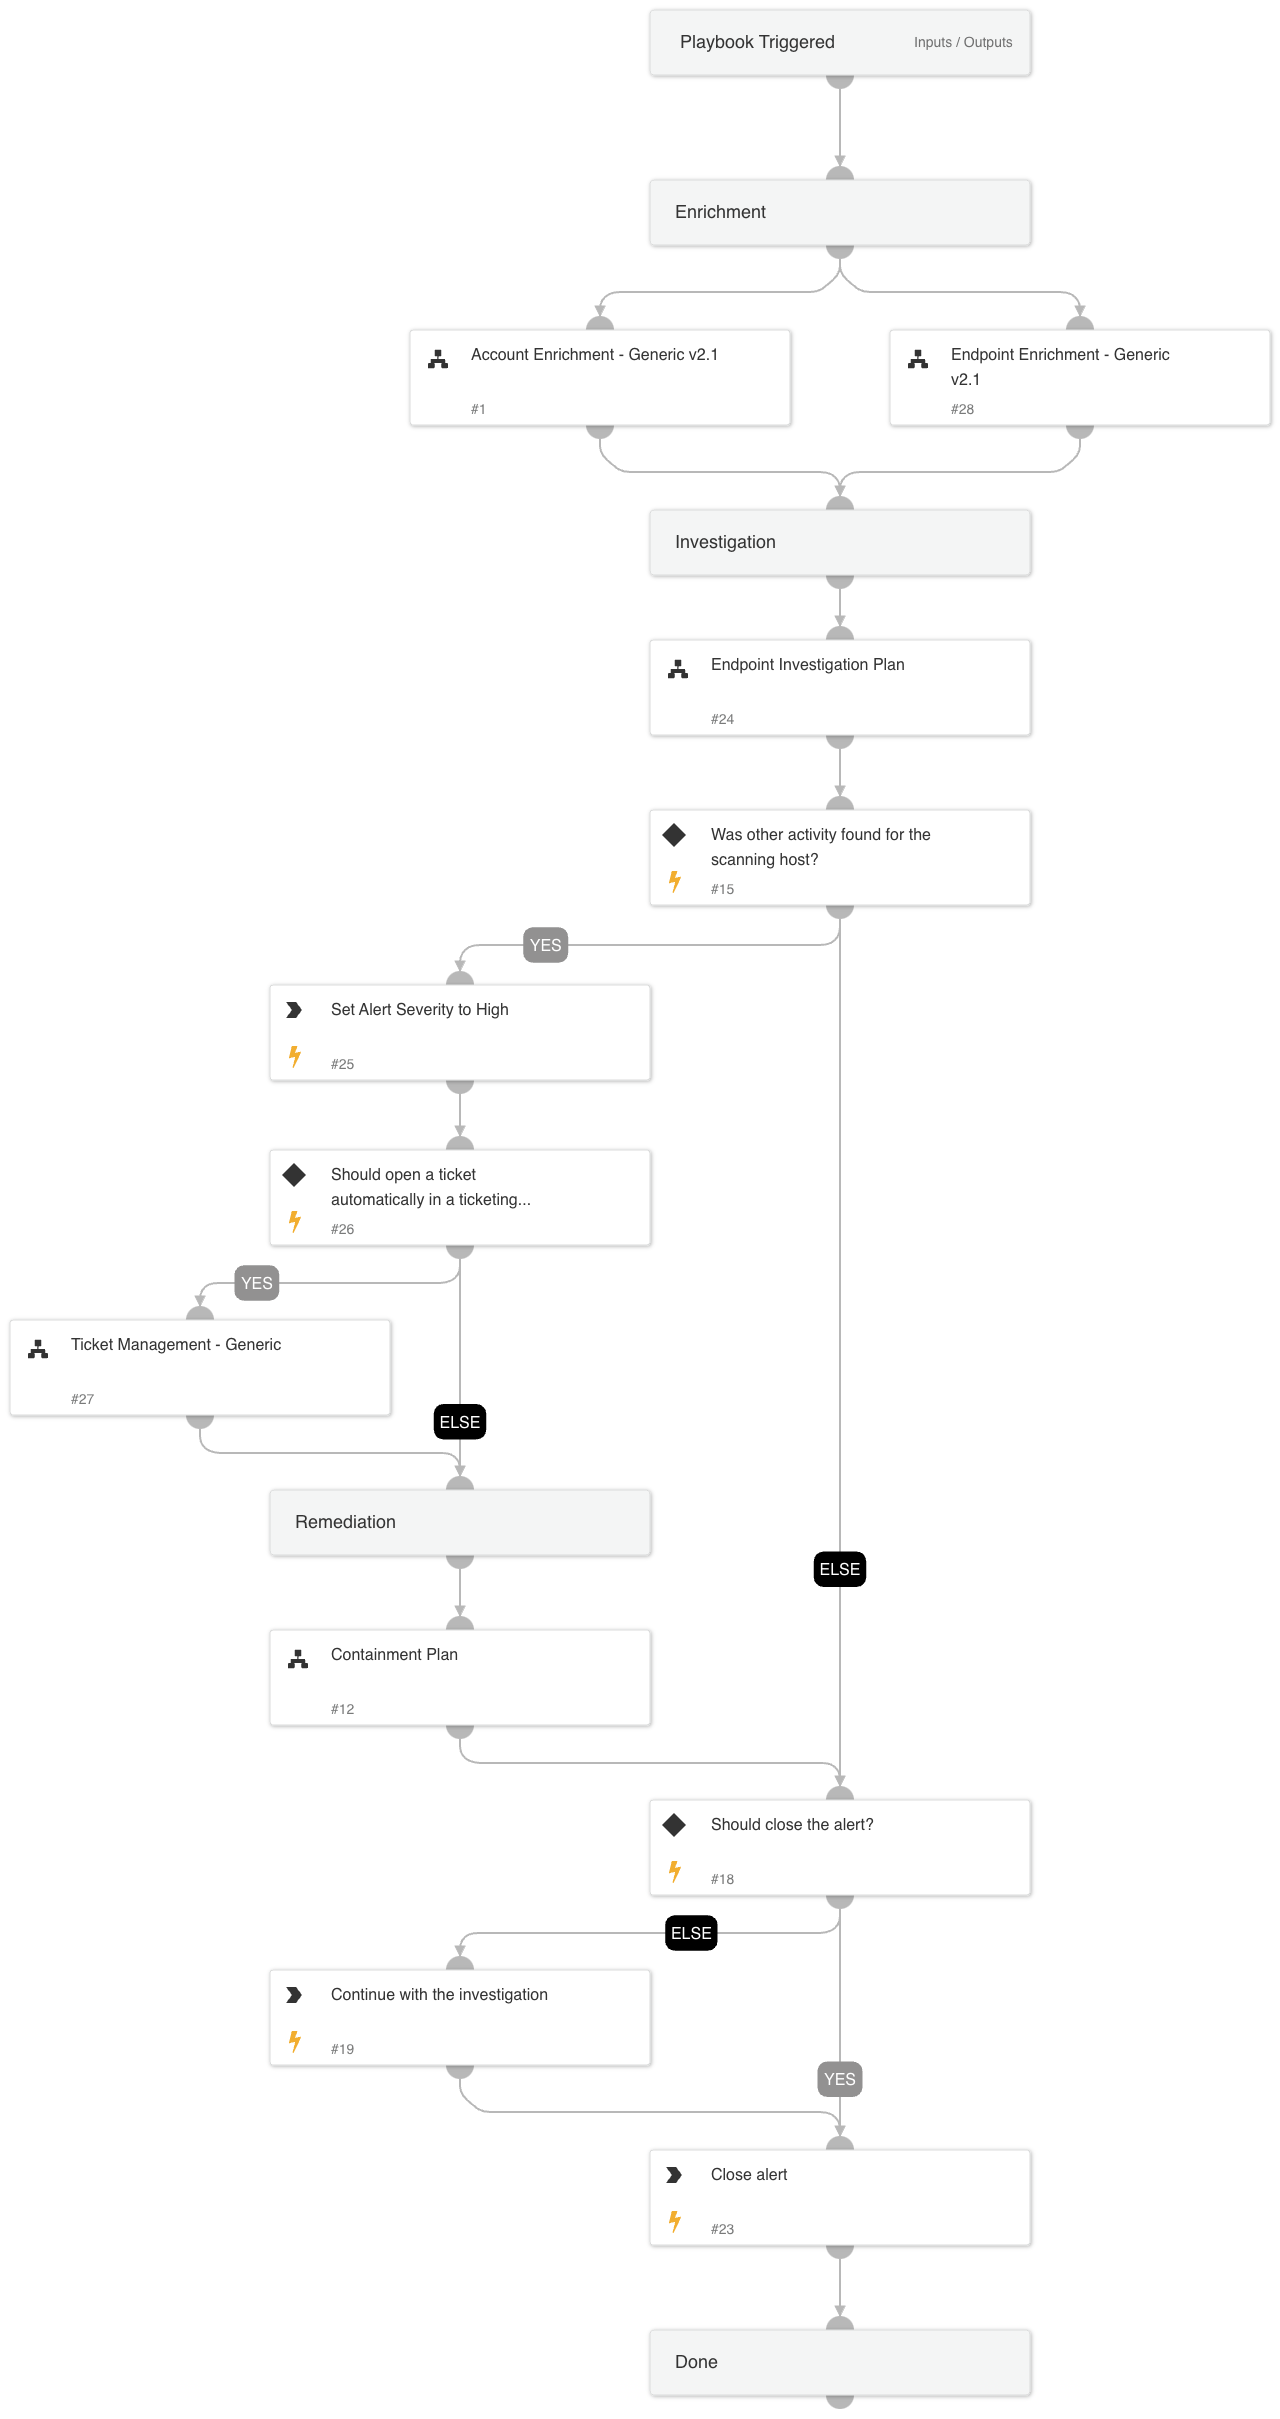 Playbook Triggered
Inputs / Outputs
Enrichment
Account Enrichment - Generic v2.1
#1
Endpoint Enrichment - Generic
v2.1
#28
Investigation
Endpoint Investigation Plan
#24
Was other activity found for the
scanning host?
#15
YES
Set Alert Severity to High
#25
Should open a ticket
automatically in a ticketing...
#26
YES
Ticket Management - Generic
#27
ELSE
Remediation
ELSE
Containment Plan
#12
Should close the alert?
#18
ELSE
Continue with the investigation
#19
YES
Close alert
#23
Done